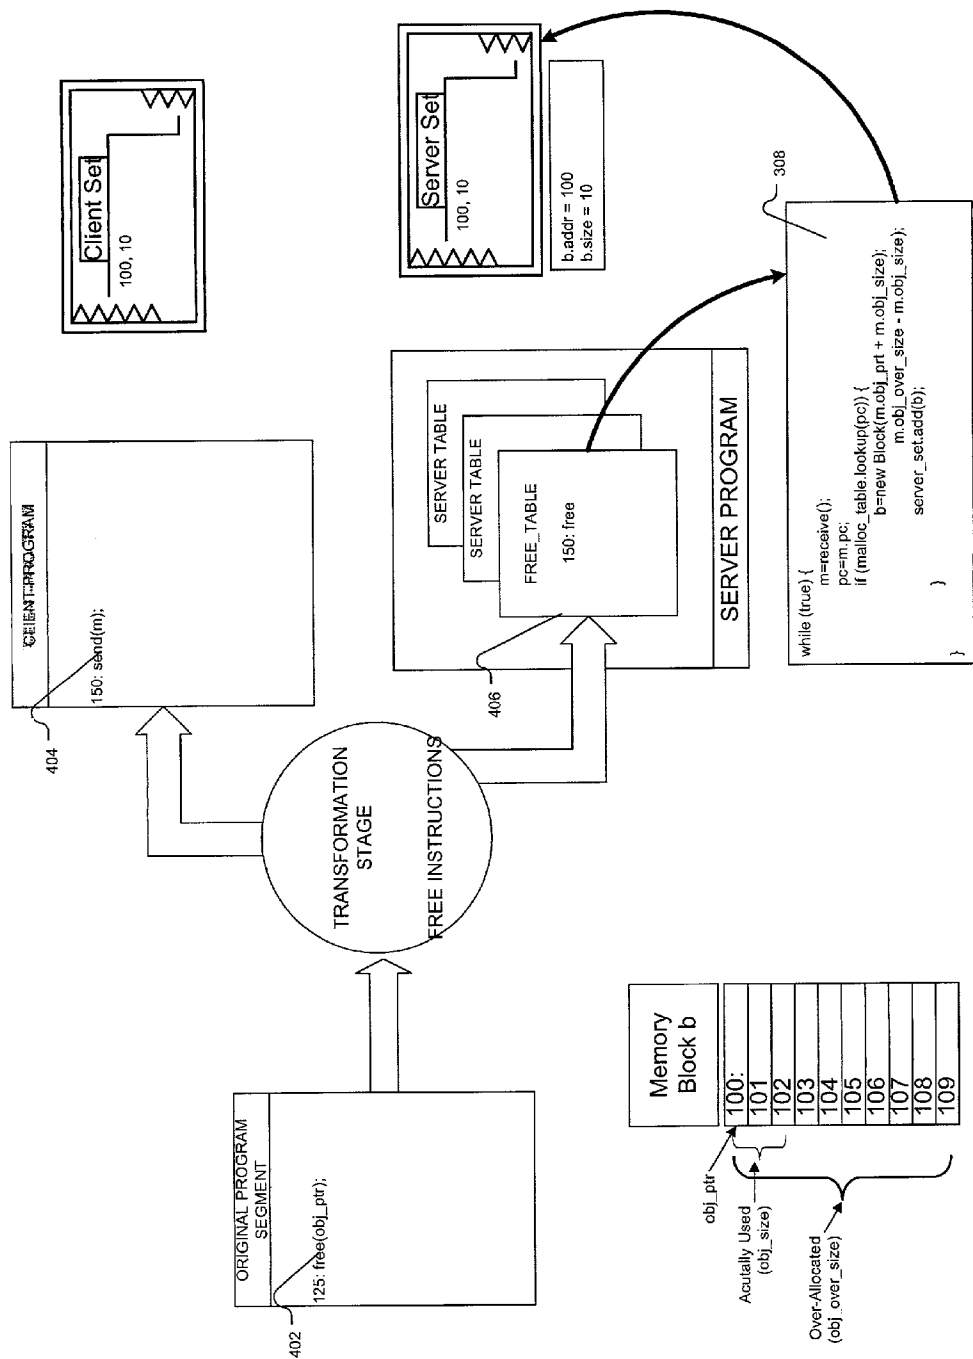 ORIGINAL PROGRAM
SEGMENT
125: free(obj_ptr);
402
TRANSFORMATION
STAGE
FREE INSTRUCTIONS
PROGRAM
150: send(m);
404
Client Set
100, 10
SERVER TABLE
SERVER TABLE
FREE_TABLE
150: free
SERVER PROGRAM
406
Server Set
100, 10
b.addr = 100
b.size = 10
308
while (true) {
m=receive();
pc=m.pc;
if (malloc_table.lookup(pc)) {
b=new Block(m.obj_prt + m.obj_size);
m.obj_over_size - m.obj_size);
server_set.add(b);
}
}
Memory
Block b
100:
101
102
103
104
105
106
107
108
109
obj_ptr
Acutally Used
(obj_size)
Over-Allocated
(obj_over_size)